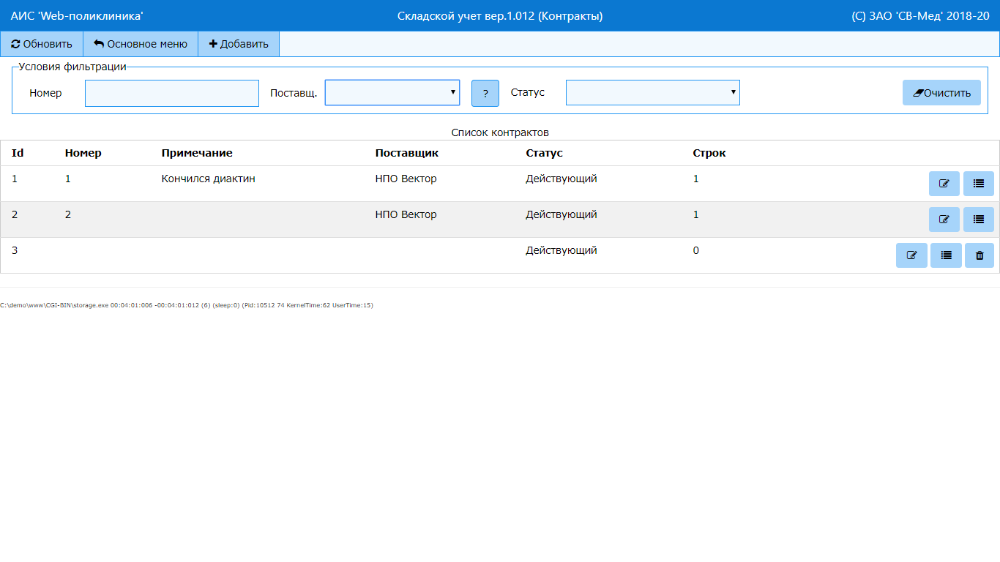 АИС 'Web-поликлиника' Складской учет вер.1.012 (Контракты) (C) ЗАО 'СВ-Мед' 2018-20
Обновить Основное меню Добавить
Условия фильтрации
Номер Поставщ. ? Статус Очистить
Список контрактов
Id Номер Примечание Поставщик Статус Строк
1 1 Кончился диактин НПО Вектор Действующий 1
2 2 НПО Вектор Действующий 1
3 Действующий 0
C:\demo\www\CGI-BIN\storage.exe 00:04:01:006 -00:04:01:012 (6) (sleep:0) (Pid:10512 74 KernelTime:62 UserTime:15)